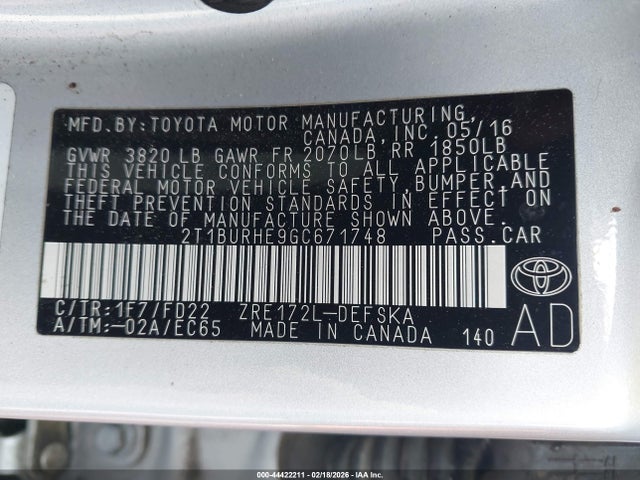 MFD.BY:TOYOTA MOTOR MANUFACTURING,
CANADA,INC.05/16
GVWR 3820LB GAWR FR 2070LB RR 1850LB
THIS VEHICLE CONFORMS TO ALL APPLICABLE
FEDERAL MOTOR VEHICLE SAFETY,BUMPER,AND
THEFT PREVENTION STANDARDS IN EFFECT ON
THE DATE OF MANUFACTURE SHOWN ABOVE.
2T1BURHE9GC671748 PASS.CAR
C/TR:1F7/FD22 ZRE172L-DEFSKA
A/TM:-02A/EC65 MADE IN CANADA 140
TOYOTA
AD
000-44422211 - 02/18/2026 - IAA Inc.